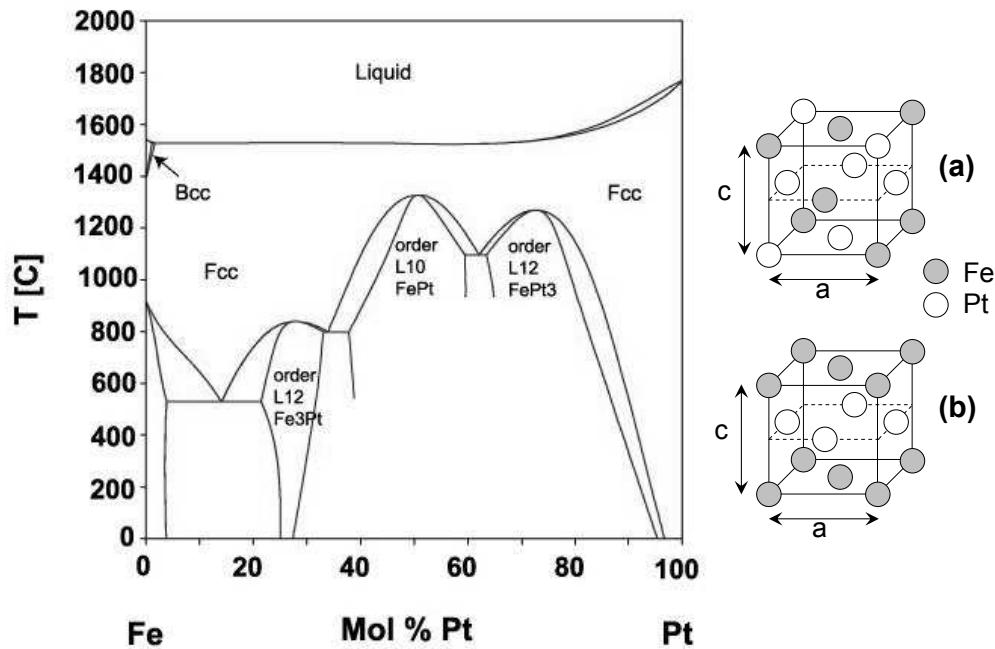 2000
1800
1600
1400
1200
1000
800
600
400
200
0
T [C]
Liquid
Bcc
Fcc
Fcc
order
L10
FePt
order
L12
FePt3
order
L12
Fe3Pt
0
20
40
60
80
100
Fe
Mol % Pt
Pt
(a)
c
a
Fe
Pt
(b)
c
a